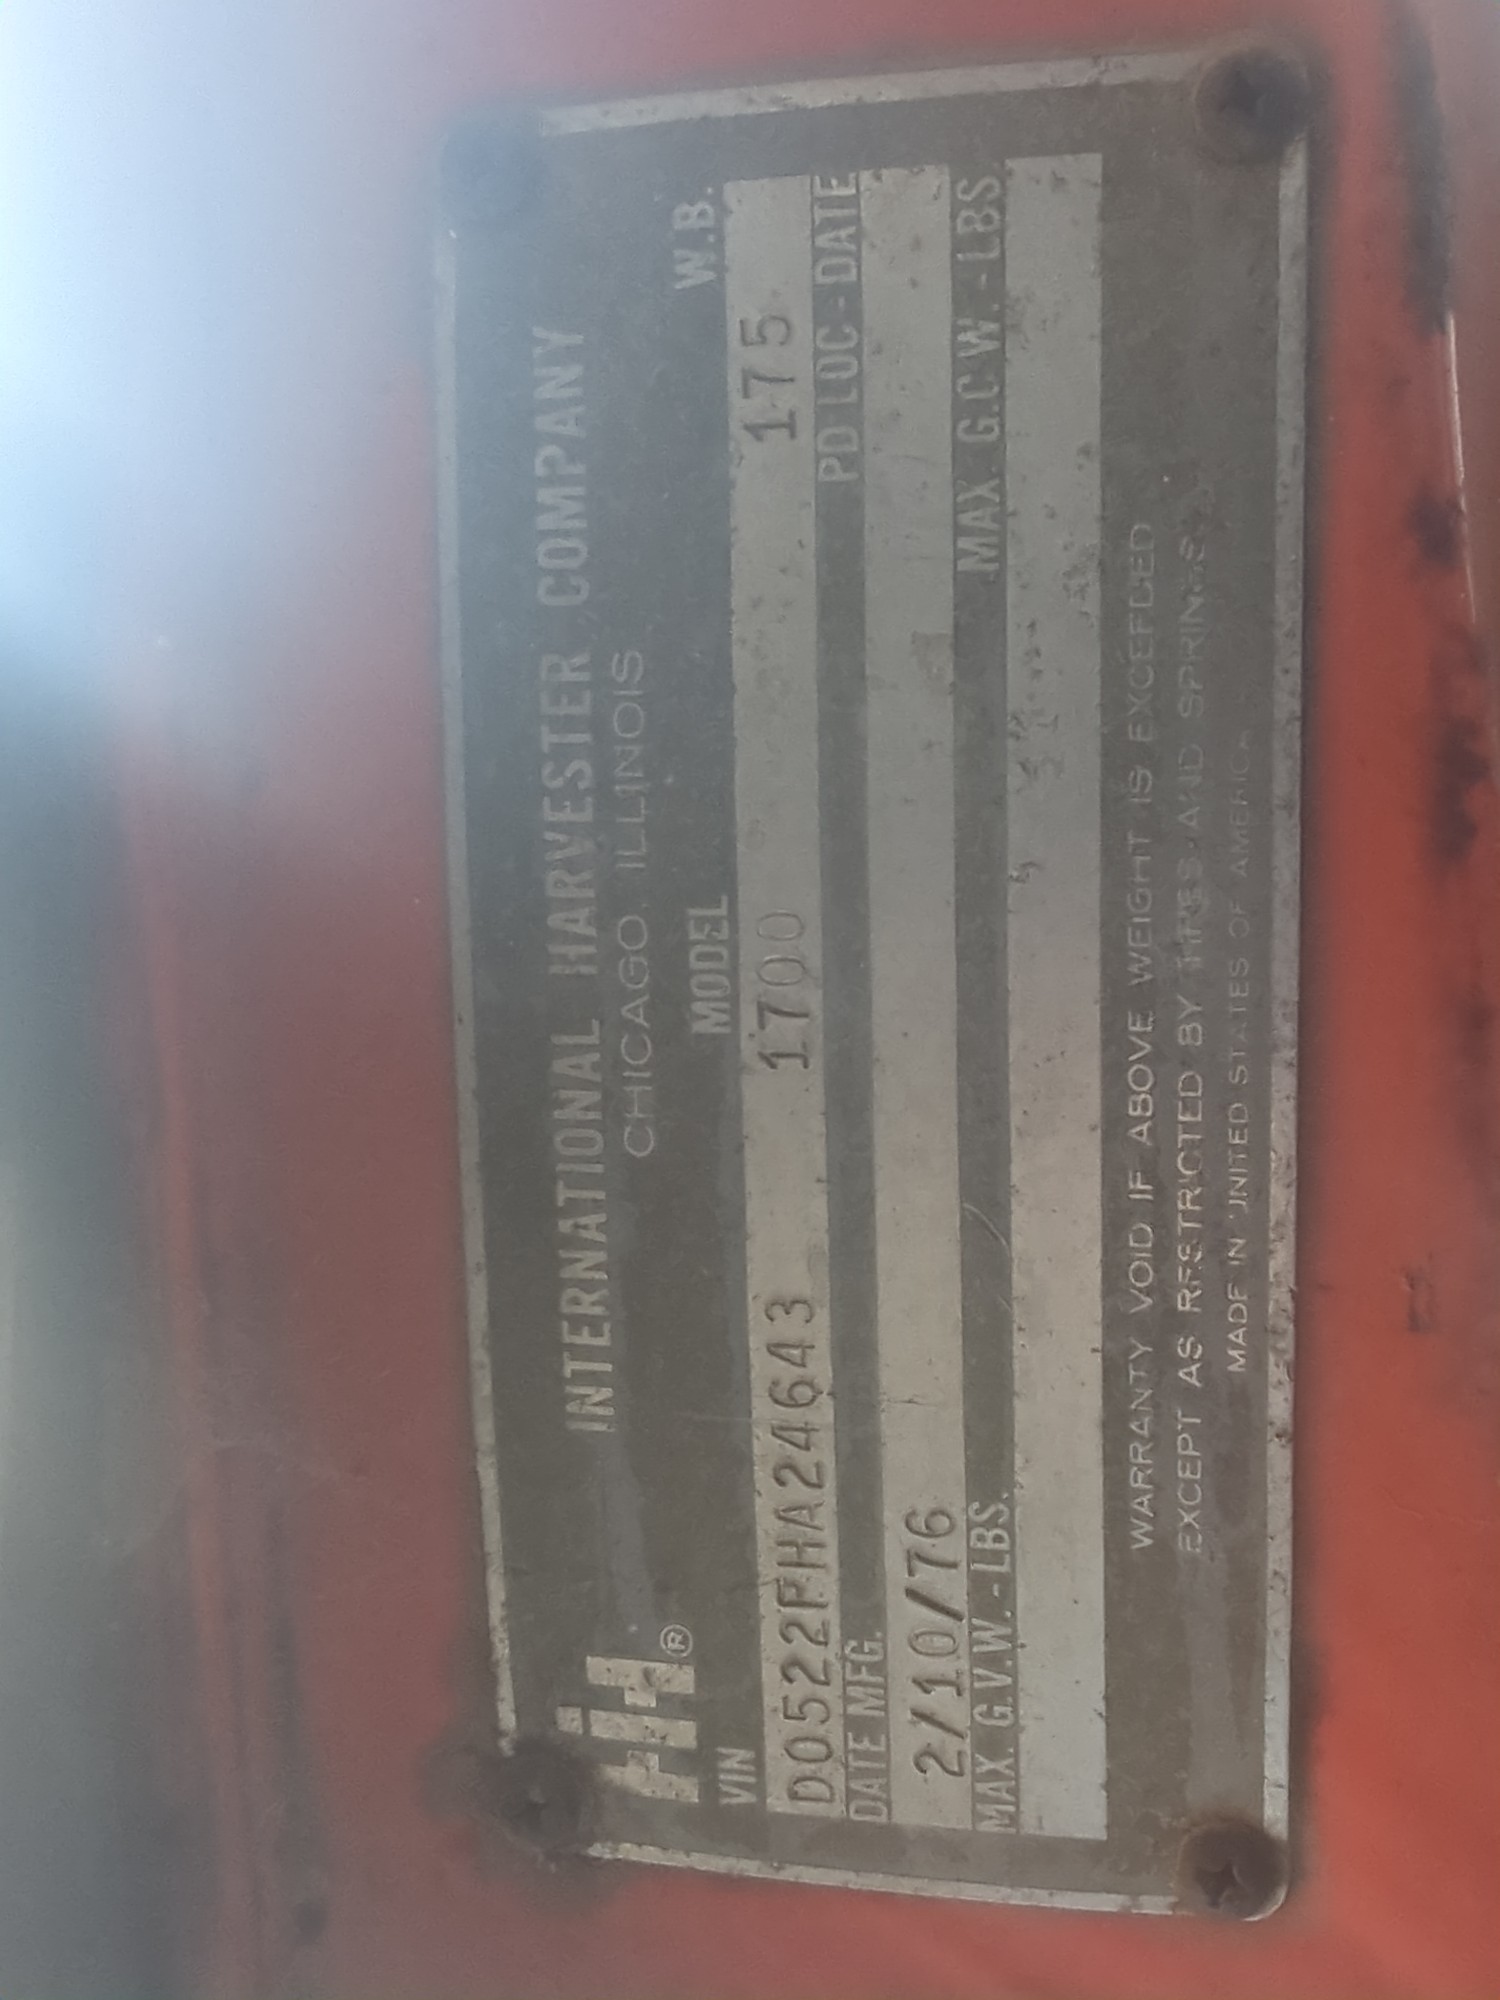 IH ®
INTERNATIONAL HARVESTER COMPANY
CHICAGO, ILLINOIS
VIN MODEL W.B.
D0522FHA24643 1700 175
DATE MFG. PD LOC - DATE
2/10/76
MAX. G.V.W. - LBS. MAX. G.C.W. - LBS.
WARRANTY VOID IF ABOVE WEIGHT IS EXCEEDED
EXCEPT AS RESTRICTED BY TIRES AND SPRINGS
MADE IN UNITED STATES OF AMERICA